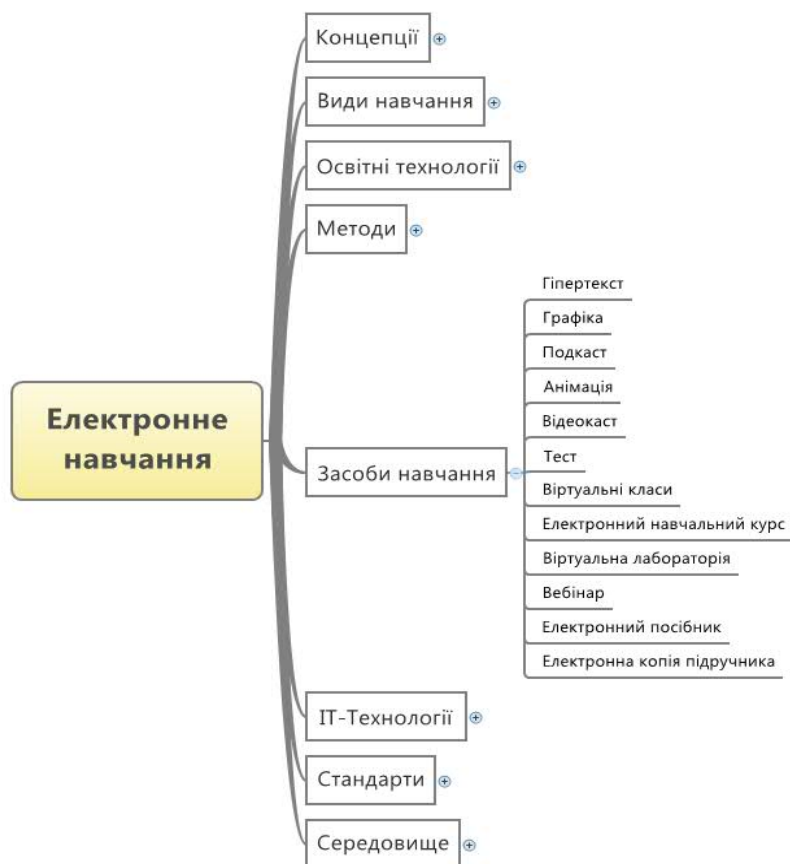 Концепції
Види навчання
Освітні технології
Методи
Електронне
навчання
Засоби навчання
Гіпертекст
Графіка
Подкаст
Анімація
Відеокаст
Тест
Віртуальні класи
Електронний навчальний курс
Віртуальна лабораторія
Вебінар
Електронний посібник
Електронна копія підручника
ІТ-Технології
Стандарти
Середовище